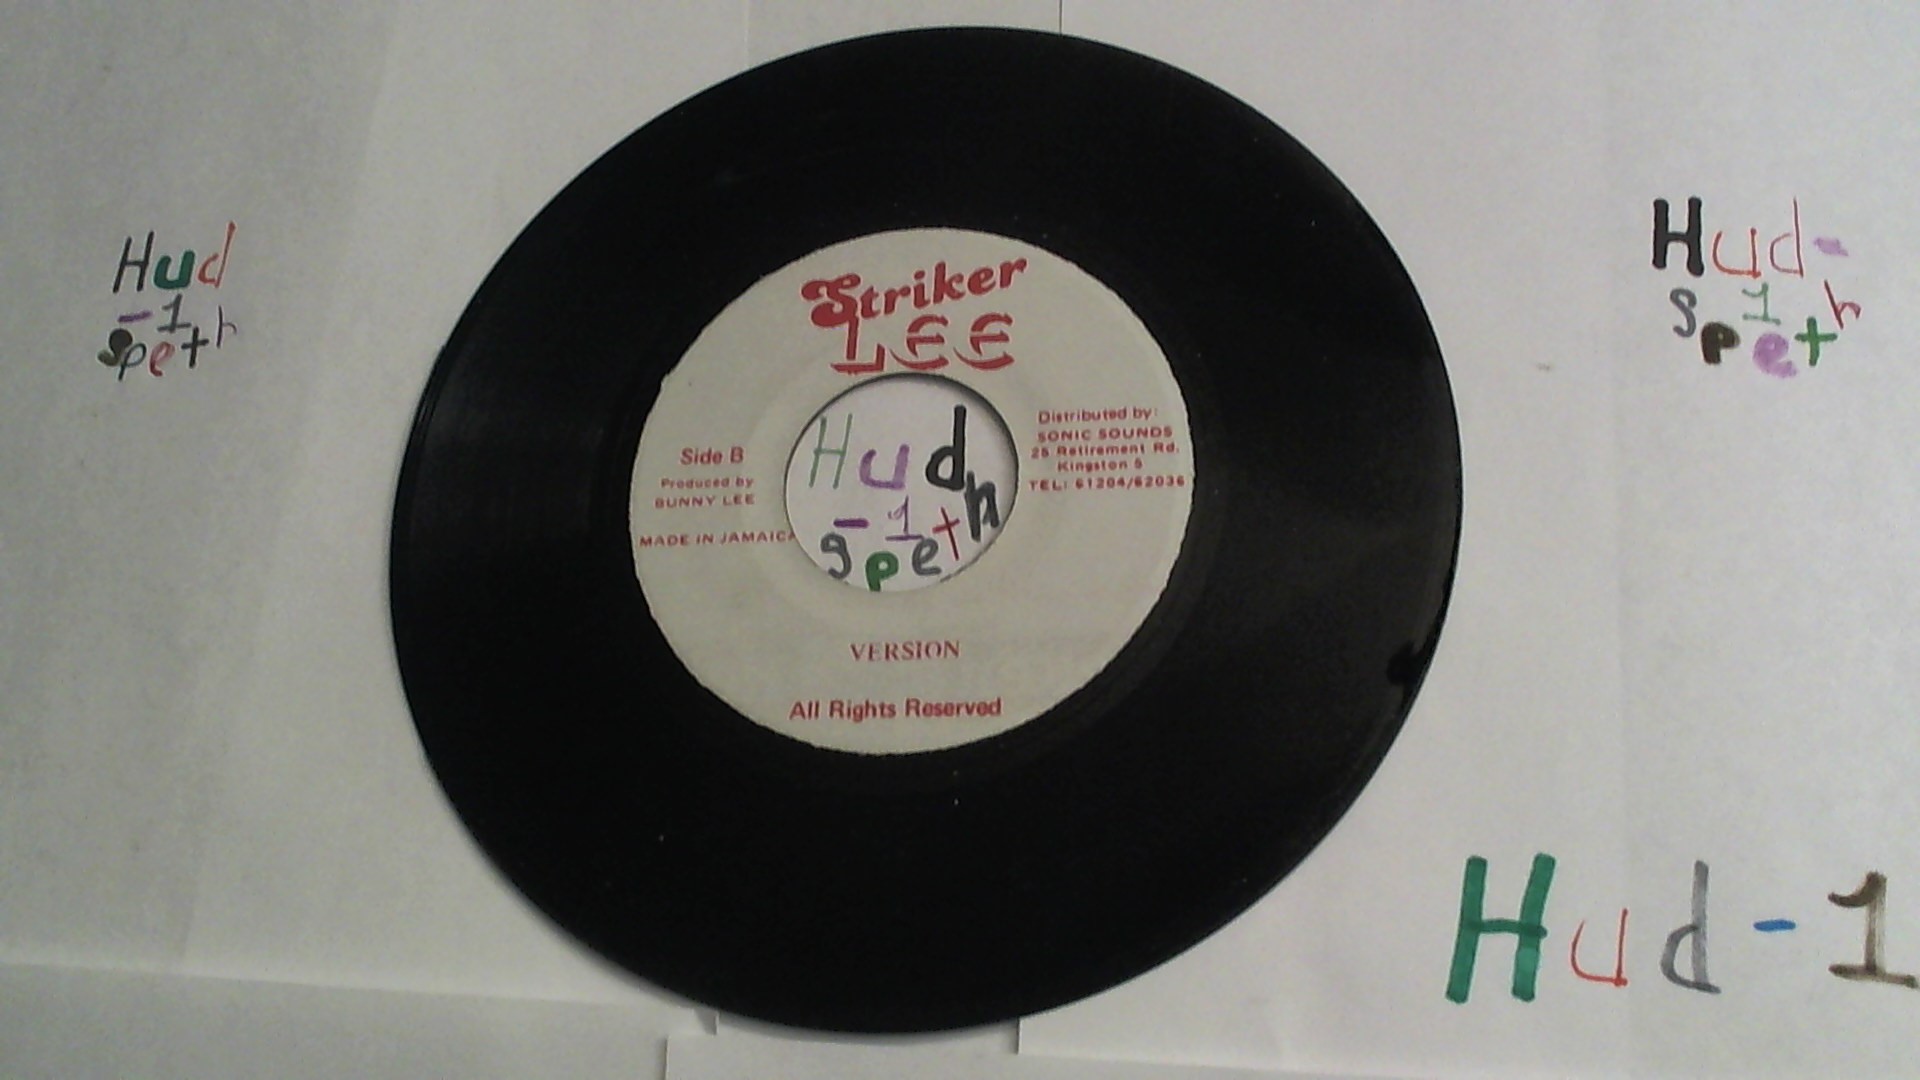 Hud
-1
speth
Striker
LEE
Side B
Produced by
BUNNY LEE
MADE IN JAMAICA
Hud
-1
speth
Distributed by:
SONIC SOUNDS
25 Retirement Rd.
Kingston 5
TEL: 61204/62036
VERSION
All Rights Reserved
Hud-
1
speth
Hud-1